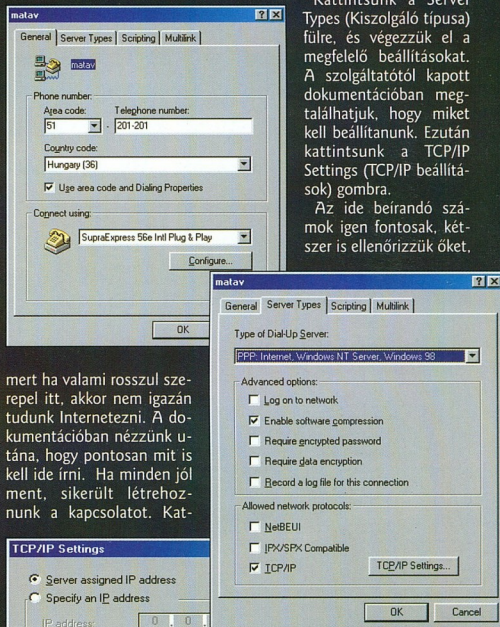 matav
General
Server Types
Scripting
Multilink
matav
Phone number:
Area code:
Telephone number:
51
-
201-201
Country code:
Hungary (36)
Use area code and Dialing Properties
Connect using:
SupraExpress 56e Intl Plug & Play
Configure...
OK
Kattintsunk a Server
Types (Kiszolgáló típusa)
fülre, és végezzük el a
megfelelő beállításokat.
A szolgáltatótól kapott
dokumentációban meg-
találhatjuk, hogy miket
kell beállítanunk. Ezután
kattintsunk a TCP/IP
Settings (TCP/IP beállítá-
sok) gombra.
Az ide beírandó szá-
mok igen fontosak, két-
szer is ellenőrizzük őket,
mert ha valami rosszul sze-
repel itt, akkor nem igazán
tudunk Internetezni. A do-
kumentációban nézzünk u-
tána, hogy pontosan mit is
kell ide írni. Ha minden jól
ment, sikerült létrehoz-
nunk a kapcsolatot. Kat-
matav
General
Server Types
Scripting
Multilink
Type of Dial-Up Server:
PPP: Internet, Windows NT Server, Windows 98
Advanced options:
Log on to network
Enable software compression
Require encrypted password
Require data encryption
Record a log file for this connection
Allowed network protocols:
NetBEUI
IPX/SPX Compatible
TCP/IP
TCP/IP Settings...
OK
Cancel
TCP/IP Settings
Server assigned IP address
Specify an IP address
IP address:
0 . 0 .